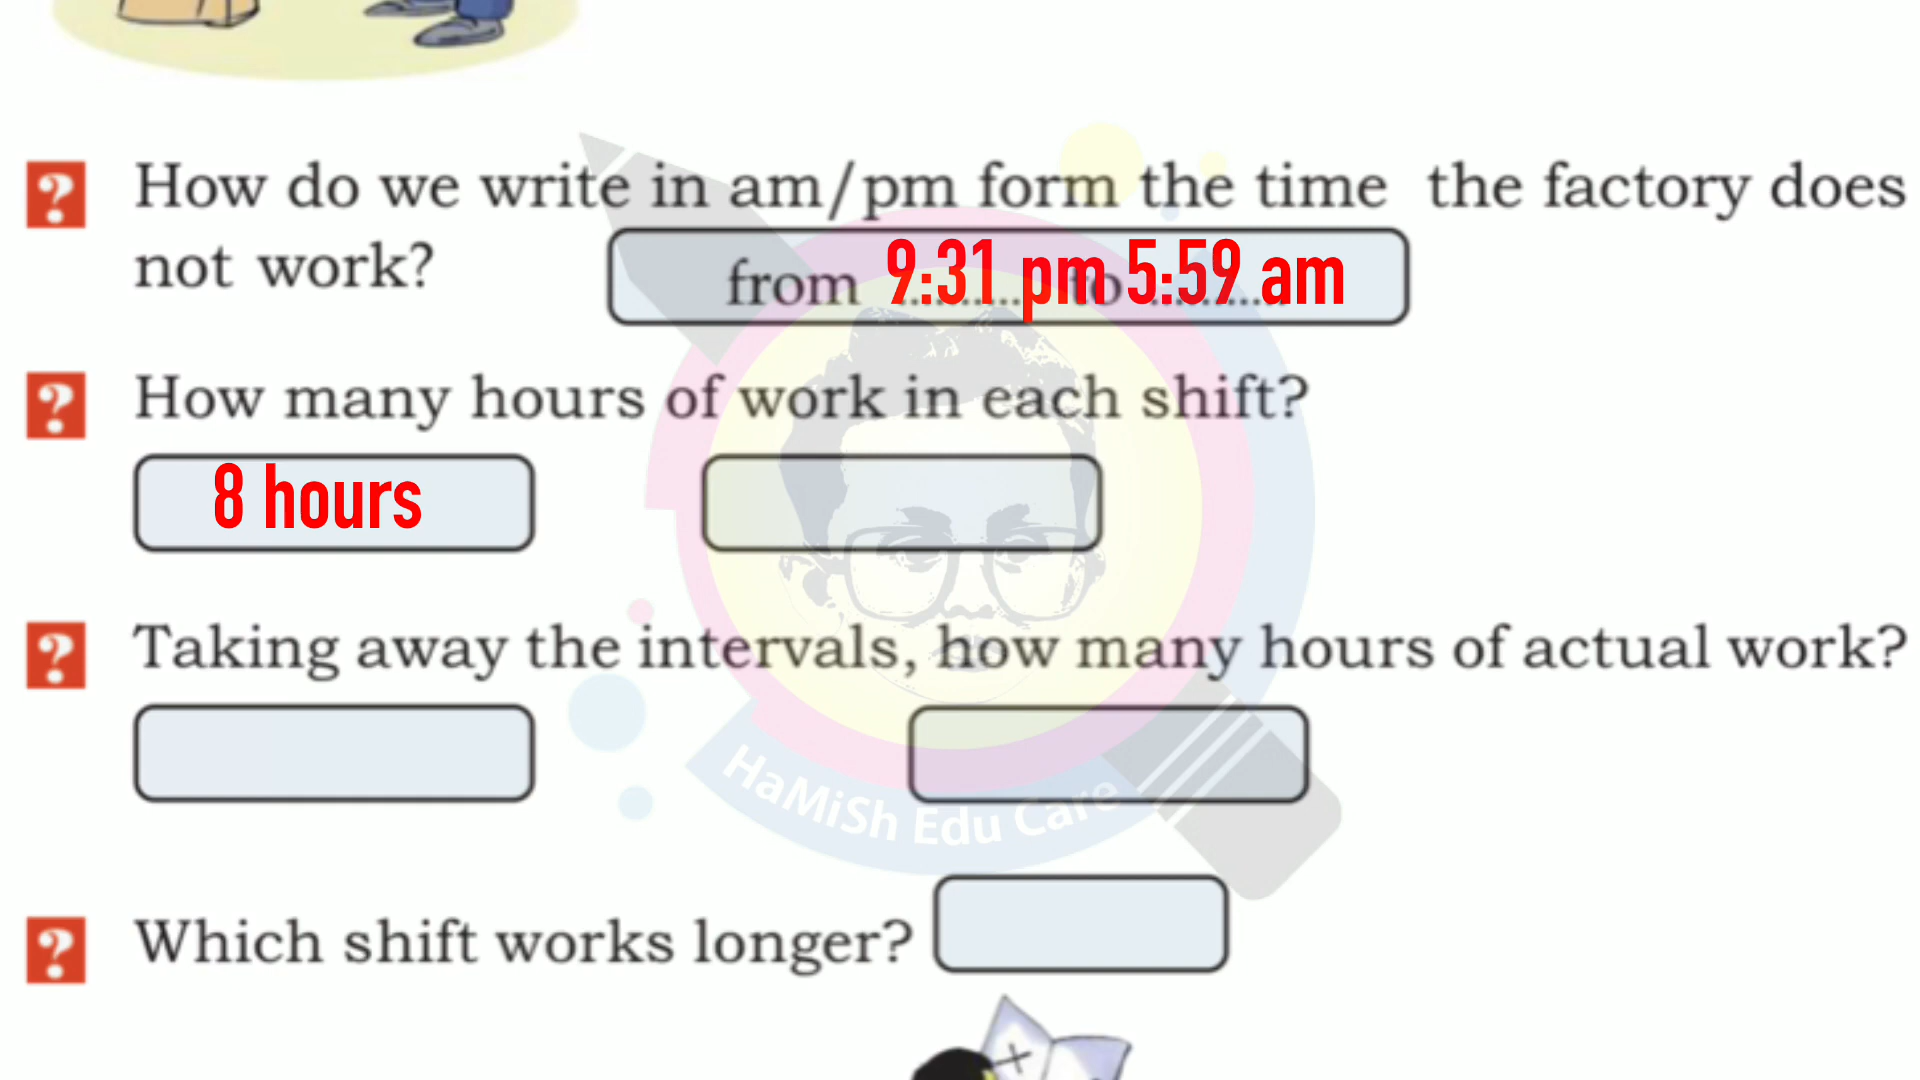 How do we write in am/pm form the time the factory does
not work? from 9:31 pm to 5:59 am
How many hours of work in each shift?
8 hours
Taking away the intervals, how many hours of actual work?
HaMiSh Edu Care
Which shift works longer?